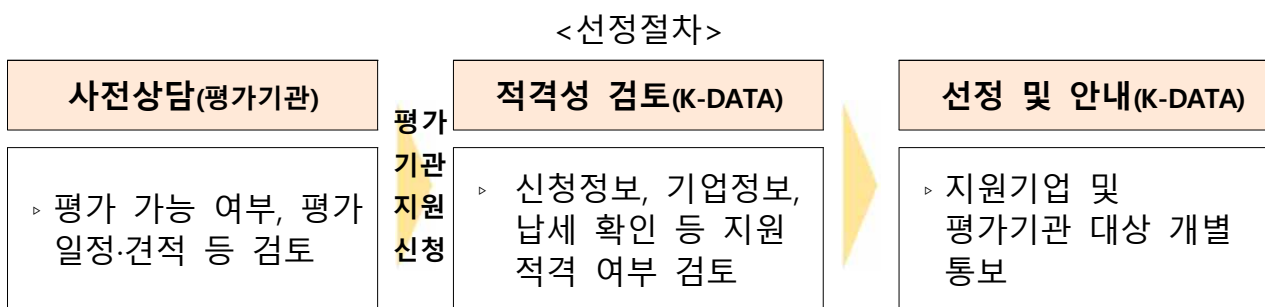 <선정절차>
사전상담(평가기관)
▹ 평가 가능 여부, 평가
일정·견적 등 검토
평가
기관
지원
신청
적격성 검토(K-DATA)
▹ 신청정보, 기업정보,
납세 확인 등 지원
적격 여부 검토
선정 및 안내(K-DATA)
▹ 지원기업 및
평가기관 대상 개별
통보